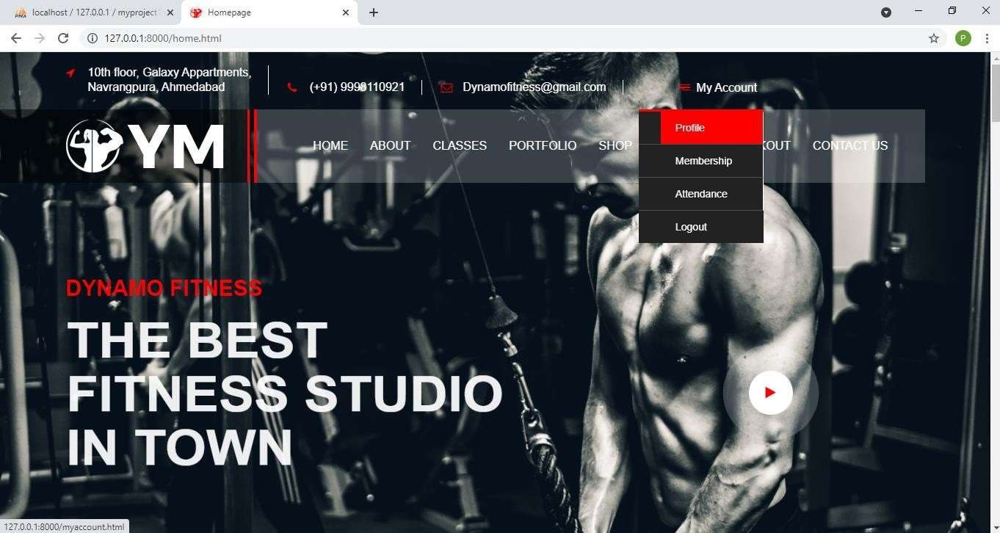 localhost / 127.0.0.1 / myproject1
Homepage
127.0.0.1:8000/home.html
P
10th floor, Galaxy Appartments,
Navrangpura, Ahmedabad
(+91) 9998110921
Dynamofitness@gmail.com
My Account
YM
HOME ABOUT CLASSES PORTFOLIO SHOP KOUT CONTACT US
Profile
Membership
Attendance
Logout
DYNAMO FITNESS
THE BEST
FITNESS STUDIO
IN TOWN
127.0.0.1:8000/myaccount.html